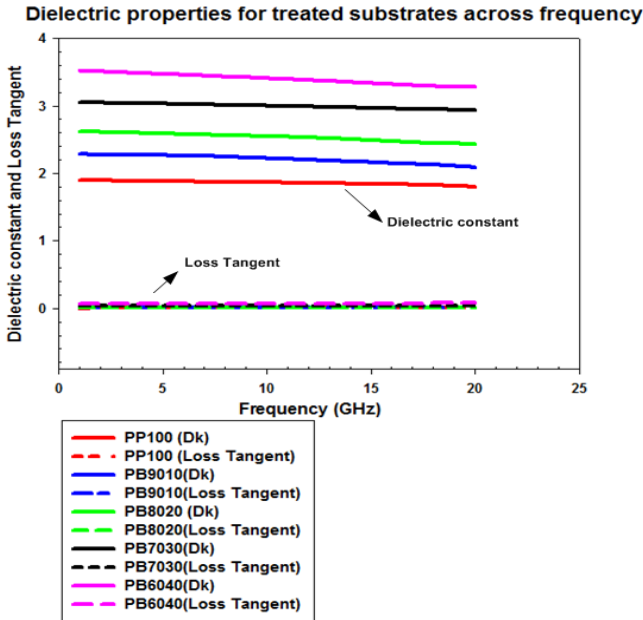 Dielectric properties for treated substrates across frequency
Dielectric constant and Loss Tangent
4
3
2
1
0
Dielectric constant
Loss Tangent
0 5 10 15 20 25
Frequency (GHz)
PP100 (Dk)
PP100 (Loss Tangent)
PB9010(Dk)
PB9010(Loss Tangent)
PB8020 (Dk)
PB8020(Loss Tangent)
PB7030(Dk)
PB7030(Loss Tangent)
PB6040(Dk)
PB6040(Loss Tangent)